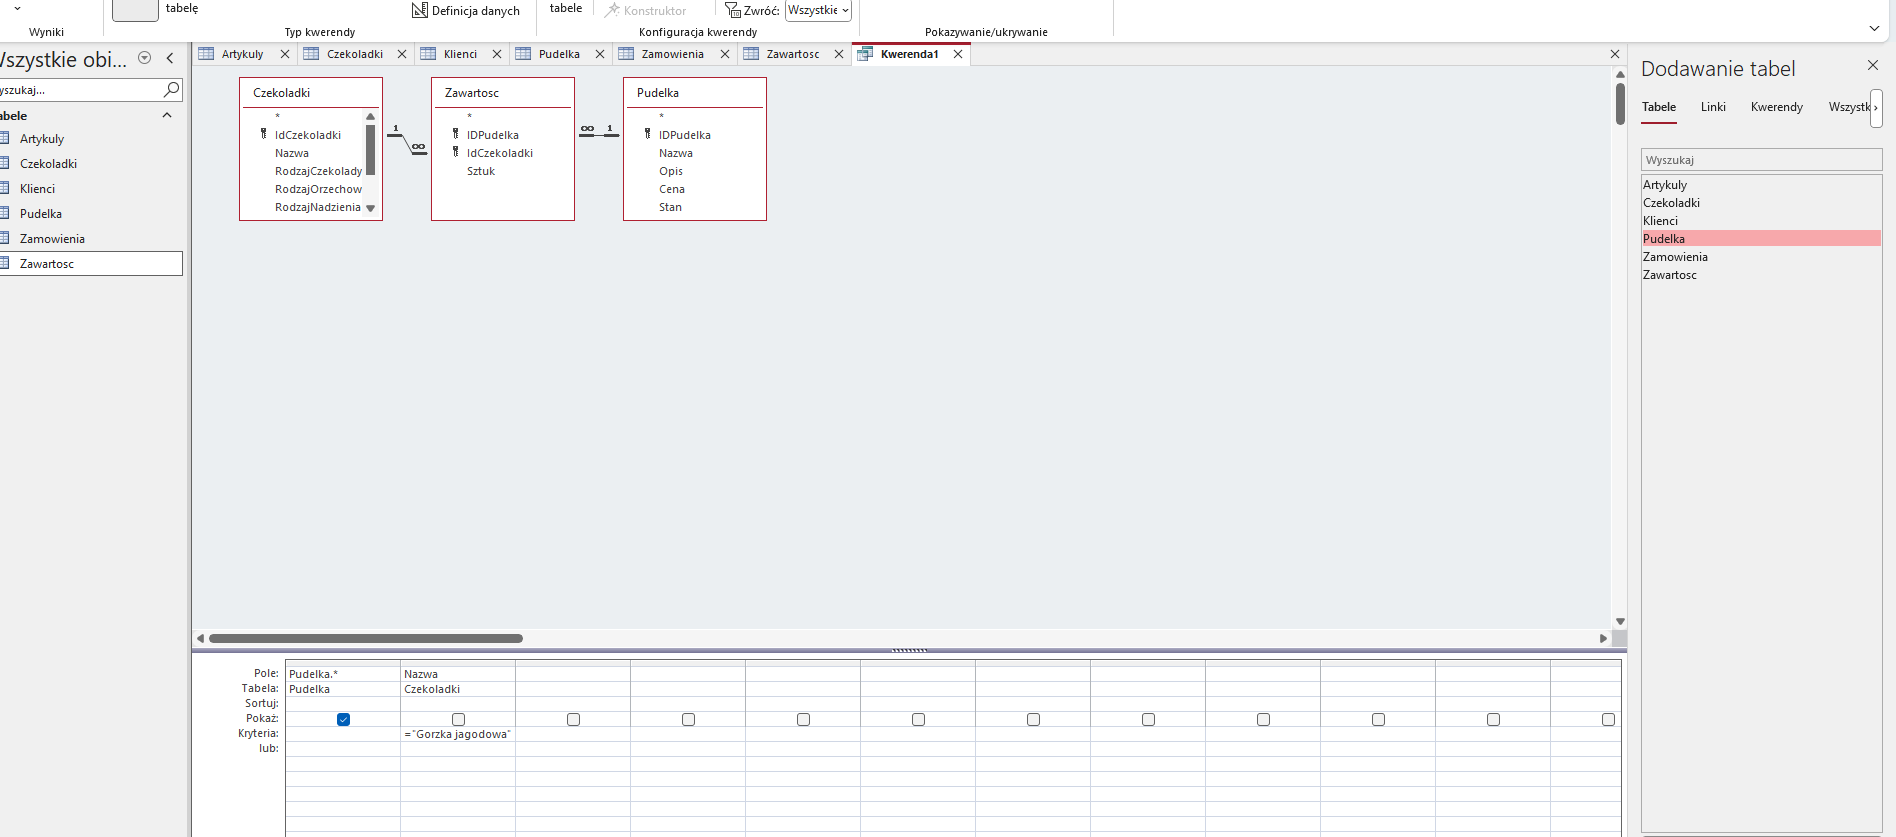 tabelę
Definicja danych
tabele
Konstruktor
Zwróć:
Wszystkie
Wyniki
Typ kwerendy
Konfiguracja kwerendy
Pokazywanie/ukrywanie
Wszystkie obi...
Artykuly
Czekoladki
Klienci
Pudelka
Zamowienia
Zawartosc
Kwerenda1
yszukaj...
abele
Artykuly
Czekoladki
Klienci
Pudelka
Zamowienia
Zawartosc
Czekoladki
*
IdCzekoladki
Nazwa
RodzajCzekolady
RodzajOrzechow
RodzajNadzienia
1
∞
Zawartosc
*
IDPudelka
IdCzekoladki
Sztuk
∞
1
Pudelka
*
IDPudelka
Nazwa
Opis
Cena
Stan
Dodawanie tabel
Tabele
Linki
Kwerendy
Wszystk
Wyszukaj
Artykuly
Czekoladki
Klienci
Pudelka
Zamowienia
Zawartosc
Pole: Pudelka.* Nazwa
Tabela: Pudelka Czekoladki
Sortuj:
Pokaż:
Kryteria: ="Gorzka jagodowa"
lub: